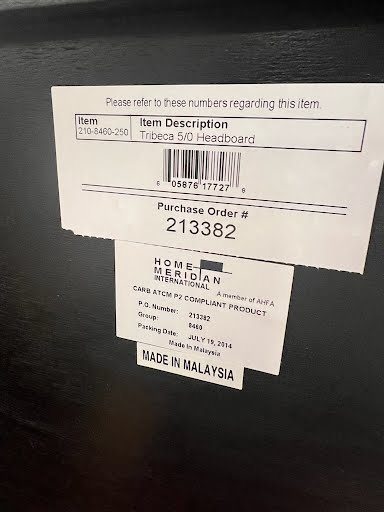 Please refer to these numbers regarding this item.
Item Item Description
210-8460-250 Tribeca 5/0 Headboard
6 05876 17727 6
Purchase Order #
213382
HOME
MERIDIAN
INTERNATIONAL
A member of AHFA
CARB ATCM P2 COMPLIANT PRODUCT
P.O. Number: 213382
Group: 8460
Packing Date: JULY 19, 2014
Made In Malaysia
MADE IN MALAYSIA